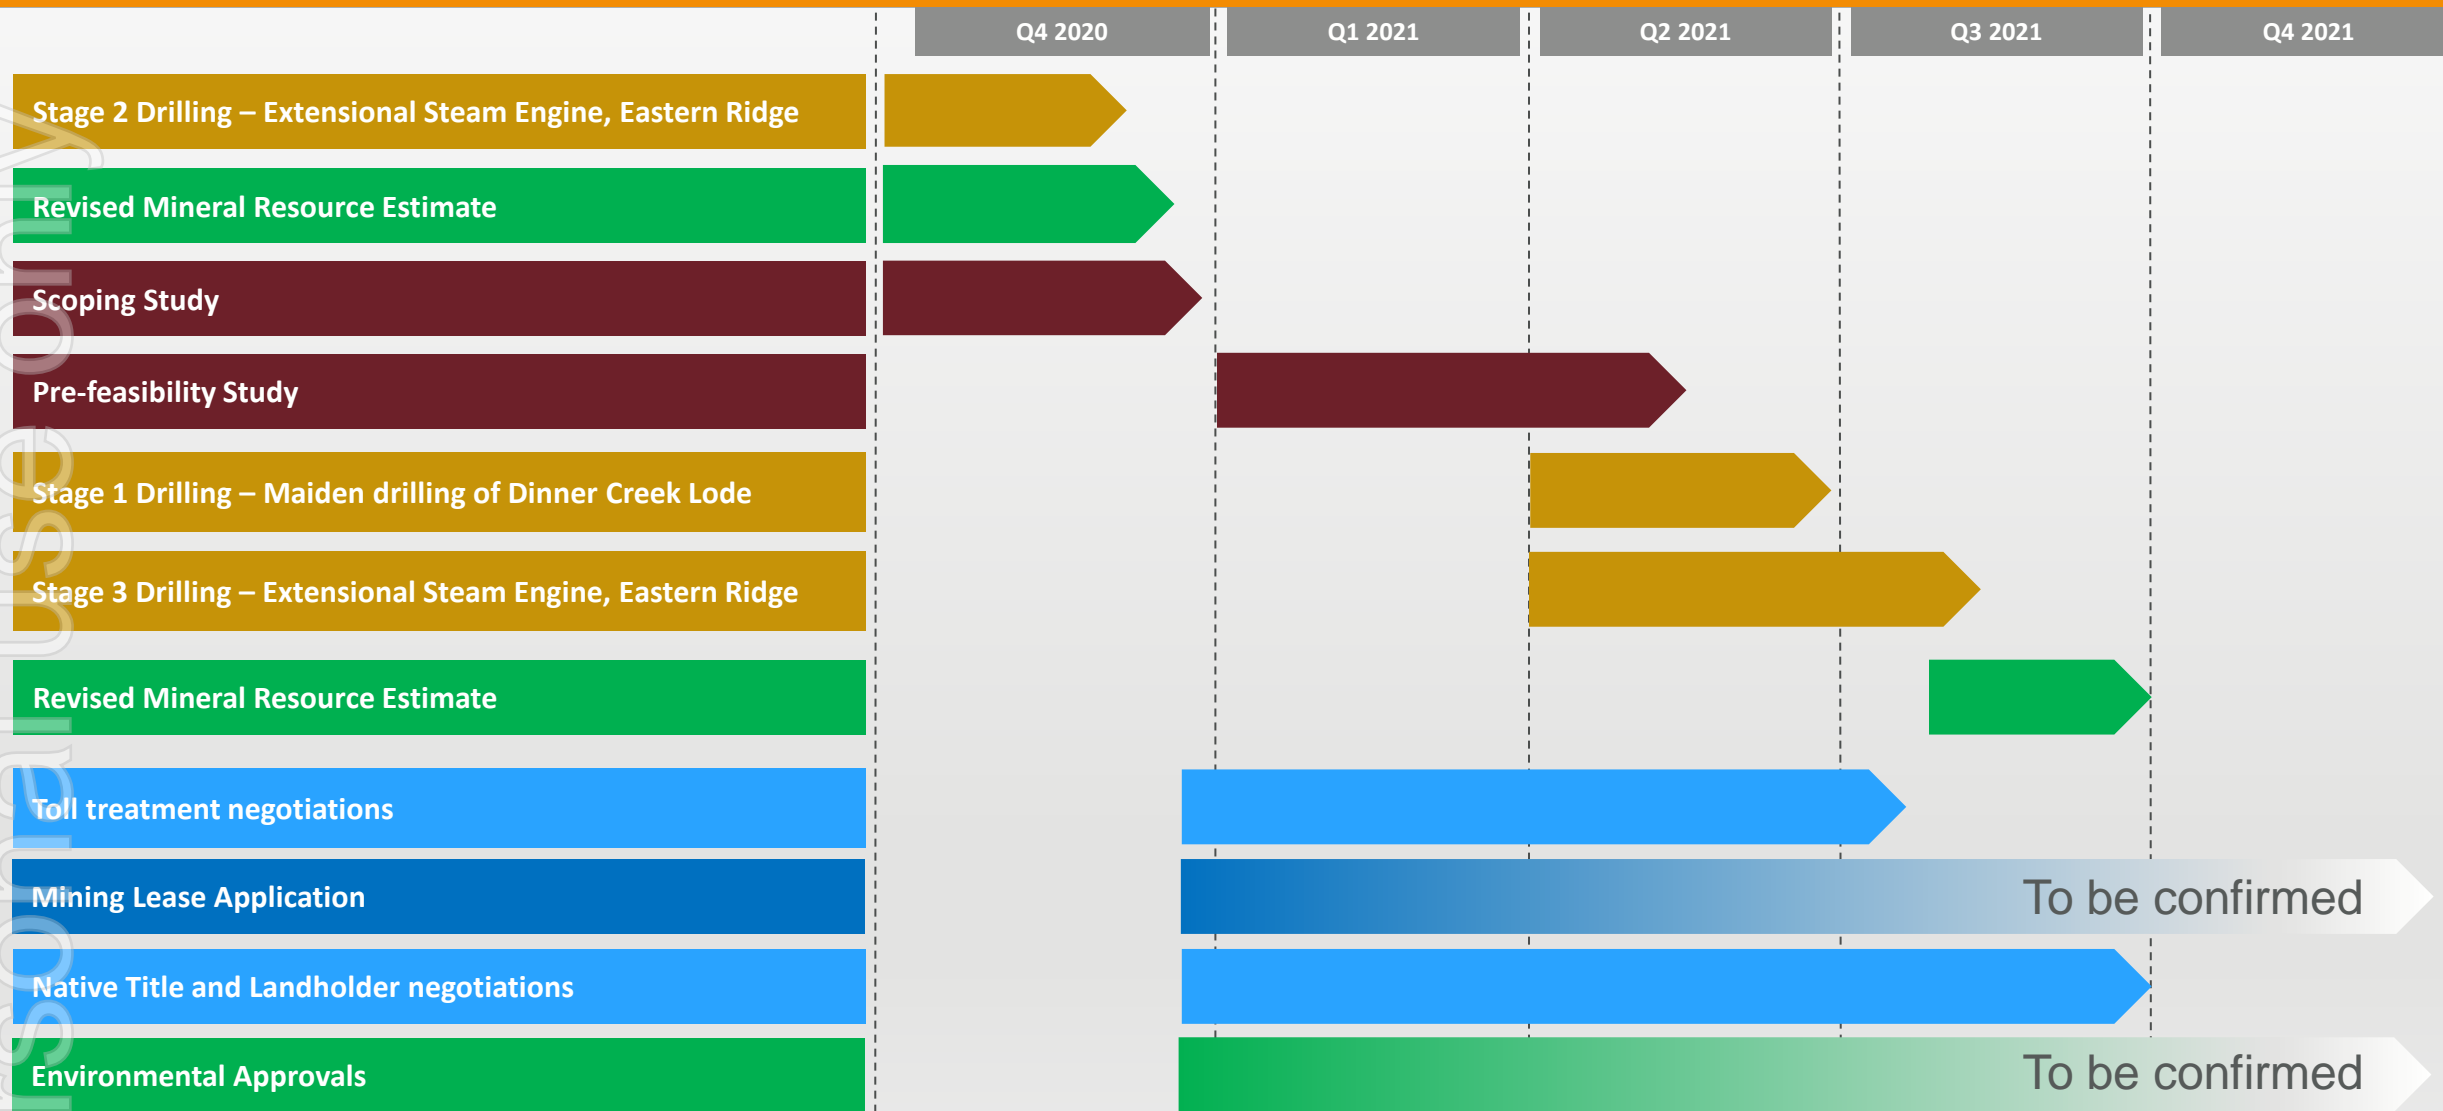 Q4 2020
Q1 2021
Q2 2021
Q3 2021
Q4 2021
Stage 2 Drilling – Extensional Steam Engine, Eastern Ridge
Revised Mineral Resource Estimate
Scoping Study
Pre-feasibility Study
Stage 1 Drilling – Maiden drilling of Dinner Creek Lode
Stage 3 Drilling – Extensional Steam Engine, Eastern Ridge
Revised Mineral Resource Estimate
Toll treatment negotiations
Mining Lease Application
To be confirmed
Native Title and Landholder negotiations
Environmental Approvals
To be confirmed
rsonal use only